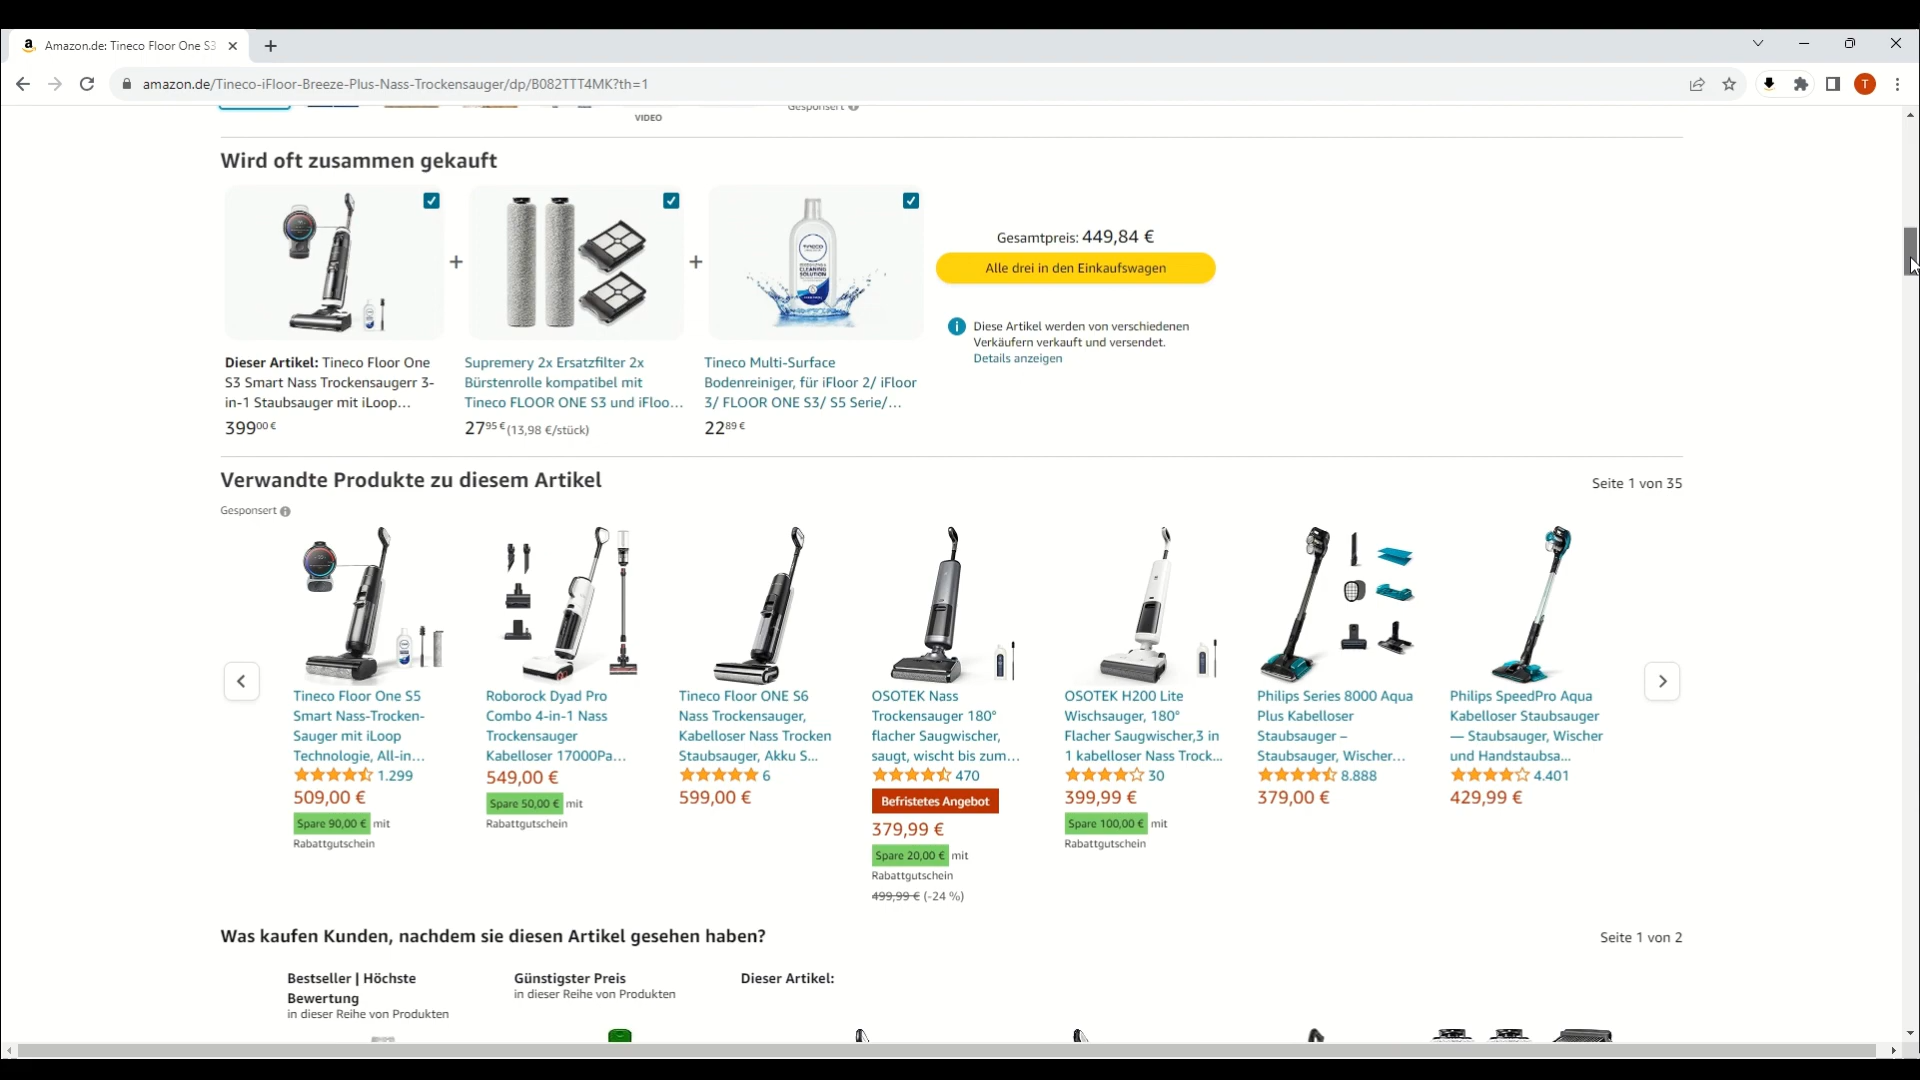 Amazon.de: Tineco Floor One S3
amazon.de/Tineco-iFloor-Breeze-Plus-Nass-Trockensauger/dp/B082TTT4MK?th=1
T
VIDEO
Gesponsert
Wird oft zusammen gekauft
TINECO
CLEANING
SOLUTION
Gesamtpreis: 449,84 €
Alle drei in den Einkaufswagen
Diese Artikel werden von verschiedenen
Verkäufern verkauft und versendet.
Details anzeigen
Dieser Artikel: Tineco Floor One
S3 Smart Nass Trockensaugerr 3-
in-1 Staubsauger mit iLoop...
399⁰⁰ €
Supremery 2x Ersatzfilter 2x
Bürstenrolle kompatibel mit
Tineco FLOOR ONE S3 und iFloo...
27⁹⁵ € (13,98 €/stück)
Tineco Multi-Surface
Bodenreiniger, für iFloor 2/ iFloor
3/ FLOOR ONE S3/ S5 Serie/...
22⁸⁹ €
Verwandte Produkte zu diesem Artikel
Seite 1 von 35
Gesponsert
Tineco Floor One S5
Smart Nass-Trocken-
Sauger mit iLoop
Technologie, All-in...
1.299
509,00 €
Spare 90,00 € mit
Rabattgutschein
Roborock Dyad Pro
Combo 4-in-1 Nass
Trockensauger
Kabelloser 17000Pa...
549,00 €
Spare 50,00 € mit
Rabattgutschein
Tineco Floor ONE S6
Nass Trockensauger,
Kabelloser Nass Trocken
Staubsauger, Akku S...
6
599,00 €
OSOTEK Nass
Trockensauger 180°
flacher Saugwischer,
saugt, wischt bis zum...
470
Befristetes Angebot
379,99 €
Spare 20,00 € mit
Rabattgutschein
499,99 € (-24 %)
OSOTEK H200 Lite
Wischsauger, 180°
Flacher Saugwischer,3 in
1 kabelloser Nass Trock...
30
399,99 €
Spare 100,00 € mit
Rabattgutschein
Philips Series 8000 Aqua
Plus Kabelloser
Staubsauger –
Staubsauger, Wischer...
8.888
379,00 €
Philips SpeedPro Aqua
Kabelloser Staubsauger
— Staubsauger, Wischer
und Handstaubsa...
4.401
429,99 €
Was kaufen Kunden, nachdem sie diesen Artikel gesehen haben?
Seite 1 von 2
Bestseller | Höchste
Bewertung
in dieser Reihe von Produkten
Günstigster Preis
in dieser Reihe von Produkten
Dieser Artikel: